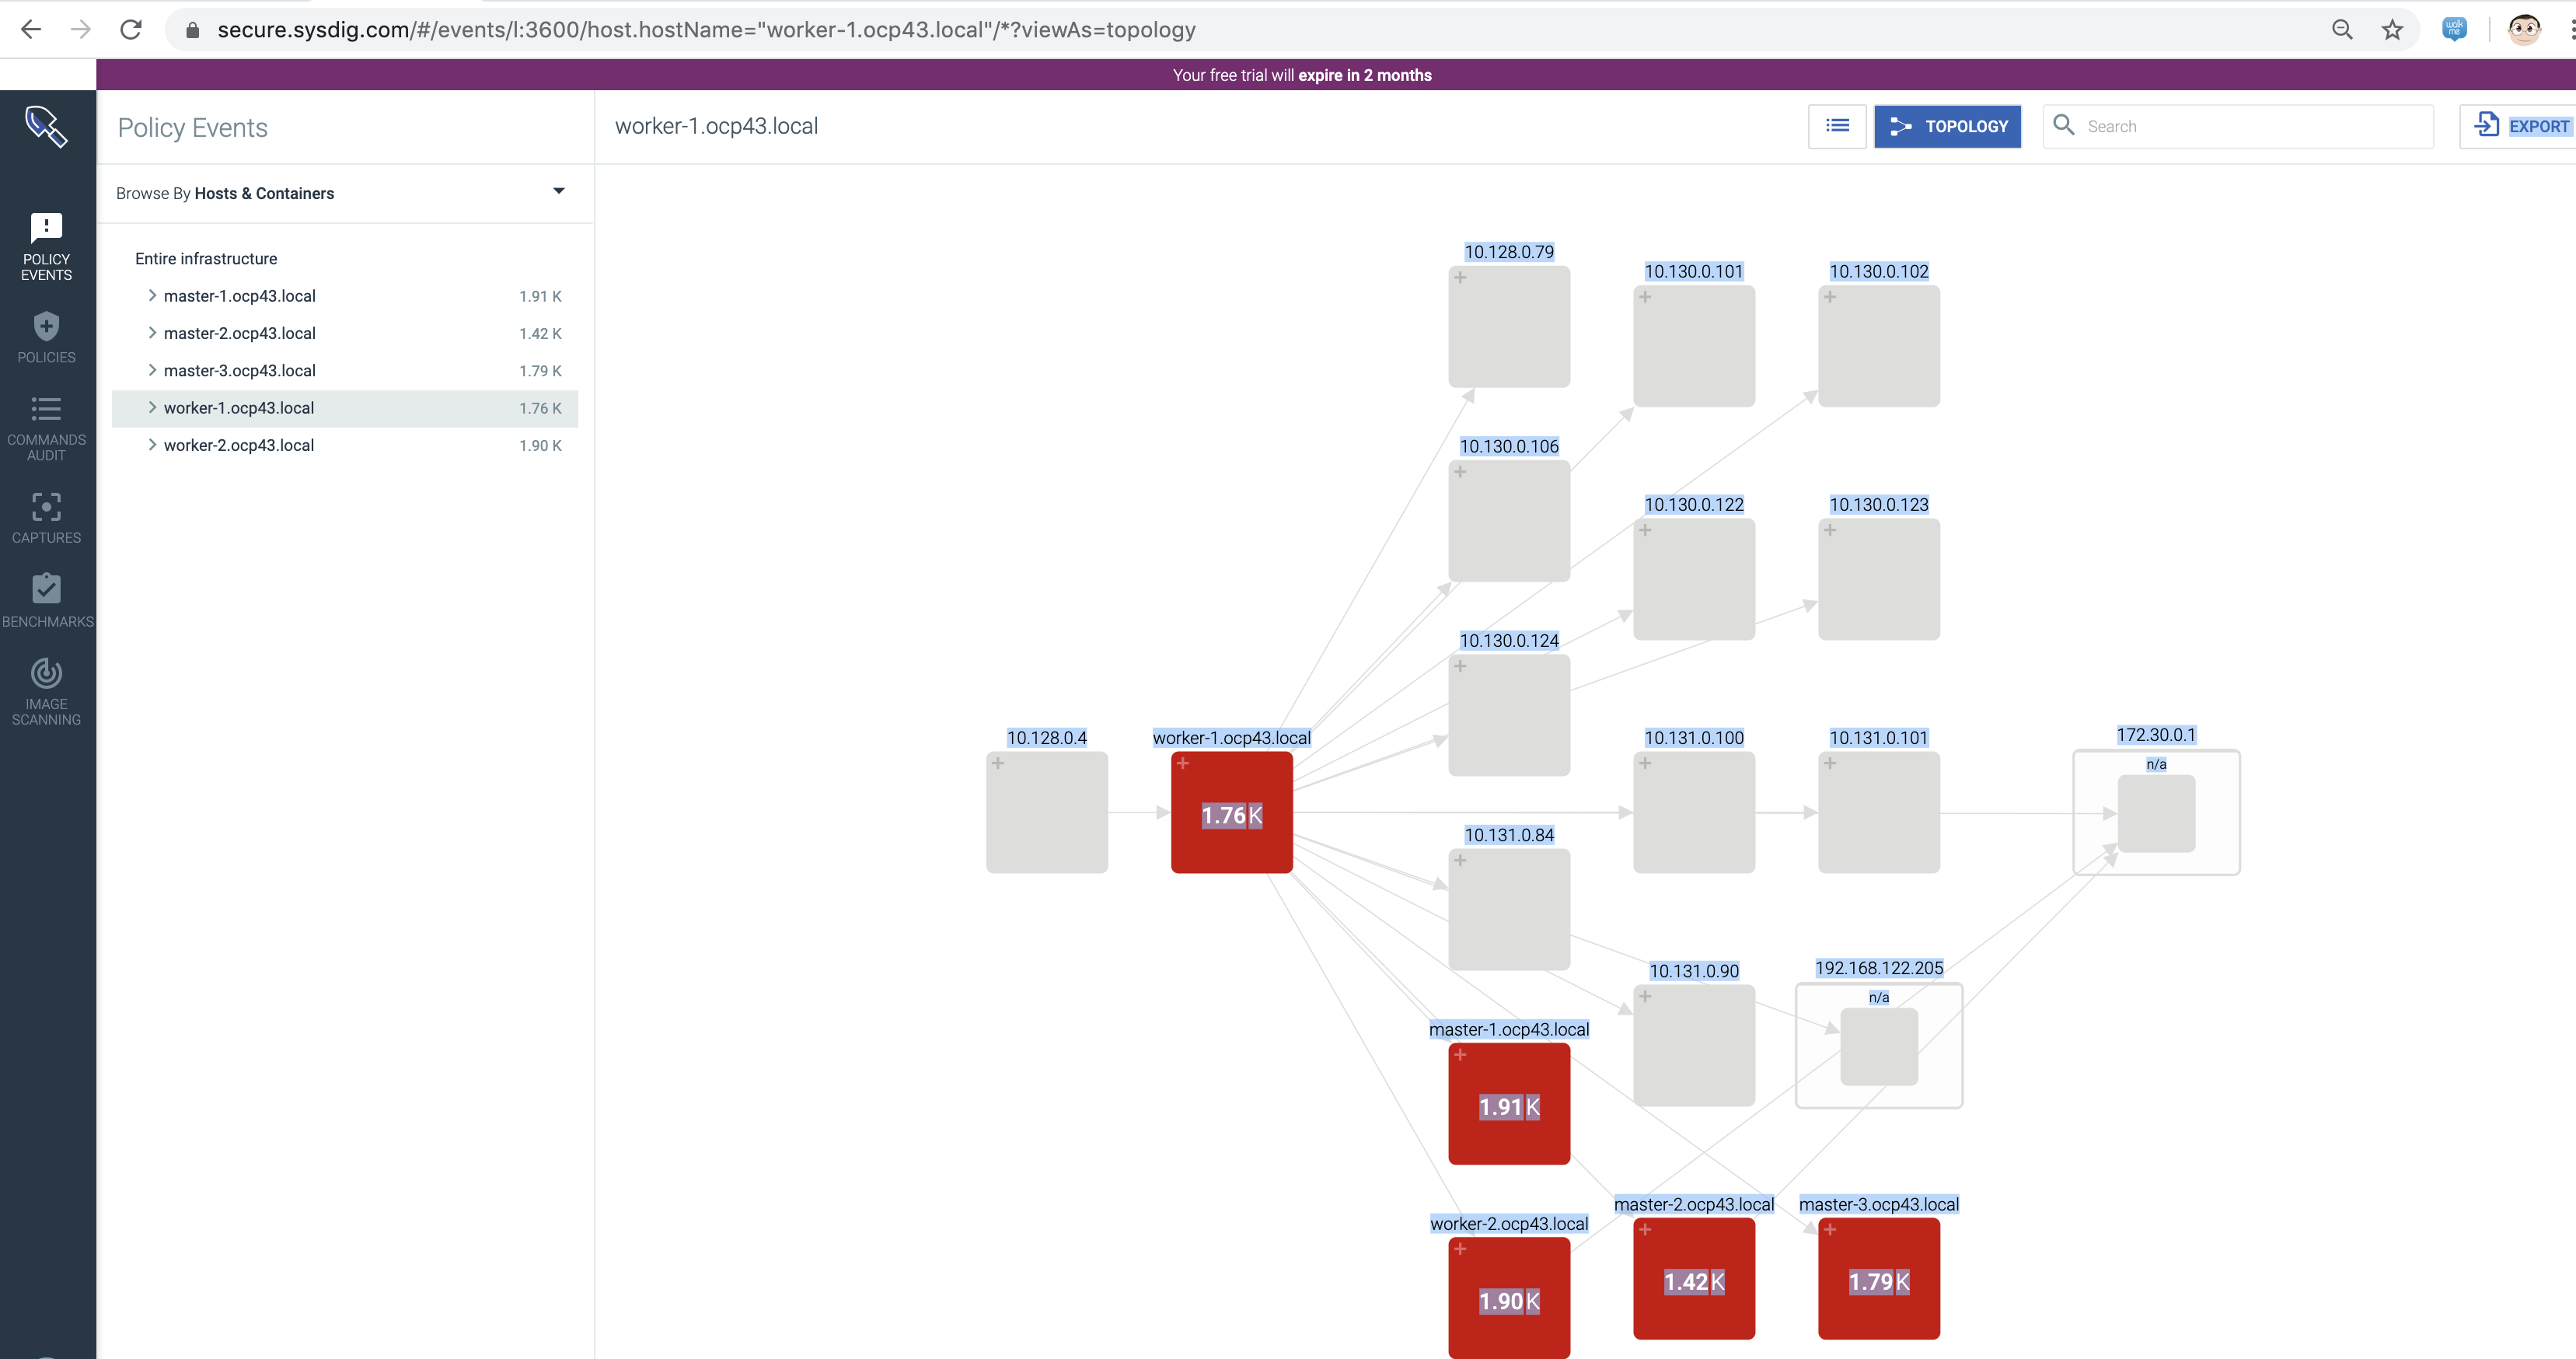 secure.sysdig.com/#/events/l:3600/host.hostName="worker-1.ocp43.local"/*?viewAs=topology
walk me
Your free trial will expire in 2 months
Policy Events
worker-1.ocp43.local
TOPOLOGY
Search
EXPORT
Browse By Hosts & Containers
Entire infrastructure
master-1.ocp43.local 1.91 K
master-2.ocp43.local 1.42 K
master-3.ocp43.local 1.79 K
worker-1.ocp43.local 1.76 K
worker-2.ocp43.local 1.90 K
POLICY
EVENTS
POLICIES
COMMANDS
AUDIT
CAPTURES
BENCHMARKS
IMAGE
SCANNING
10.128.0.79
10.130.0.101
10.130.0.102
10.130.0.106
10.130.0.122
10.130.0.123
10.130.0.124
10.128.0.4
worker-1.ocp43.local
1.76 K
10.131.0.100
10.131.0.101
172.30.0.1
n/a
10.131.0.84
10.131.0.90
192.168.122.205
n/a
master-1.ocp43.local
1.91 K
master-2.ocp43.local
1.42 K
master-3.ocp43.local
1.79 K
worker-2.ocp43.local
1.90 K